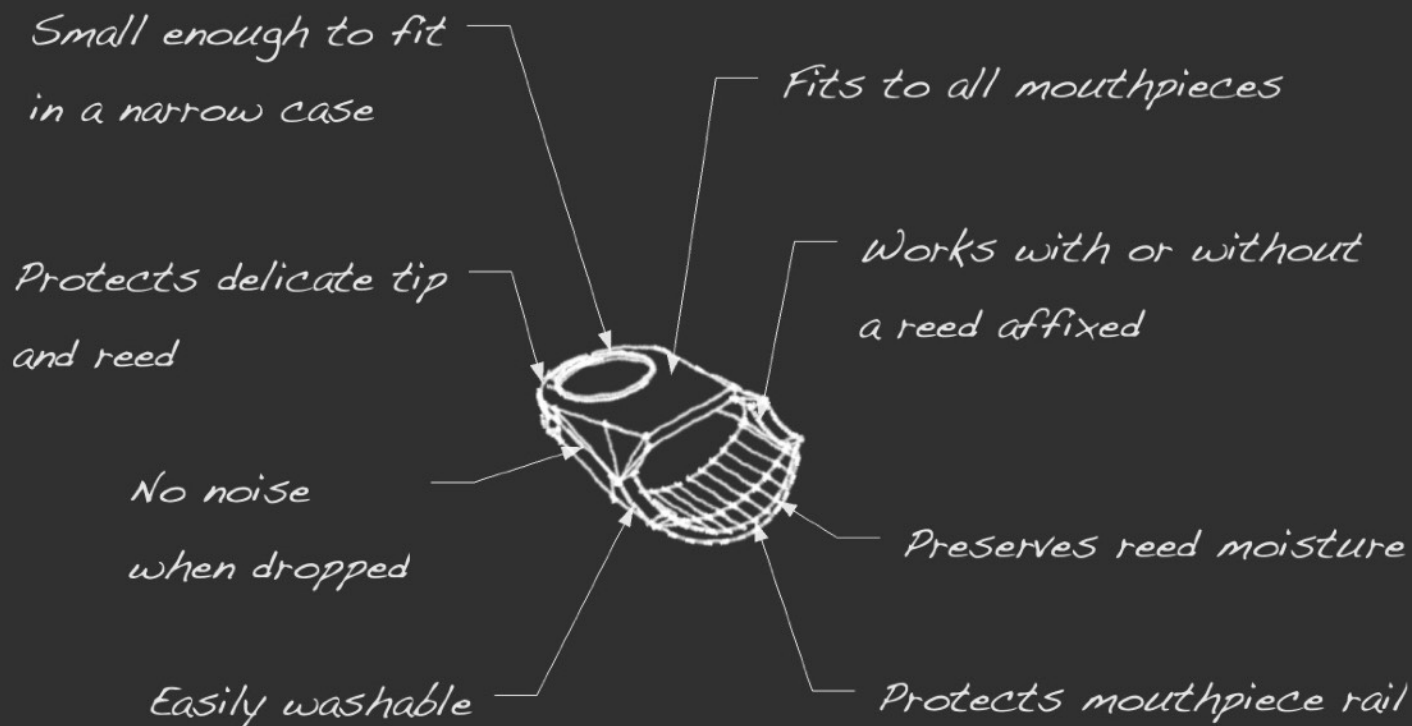 Small enough to fit
in a narrow case
Fits to all mouthpieces
Protects delicate tip
and reed
Works with or without
a reed affixed
No noise
when dropped
Preserves reed moisture
Easily washable
Protects mouthpiece rail